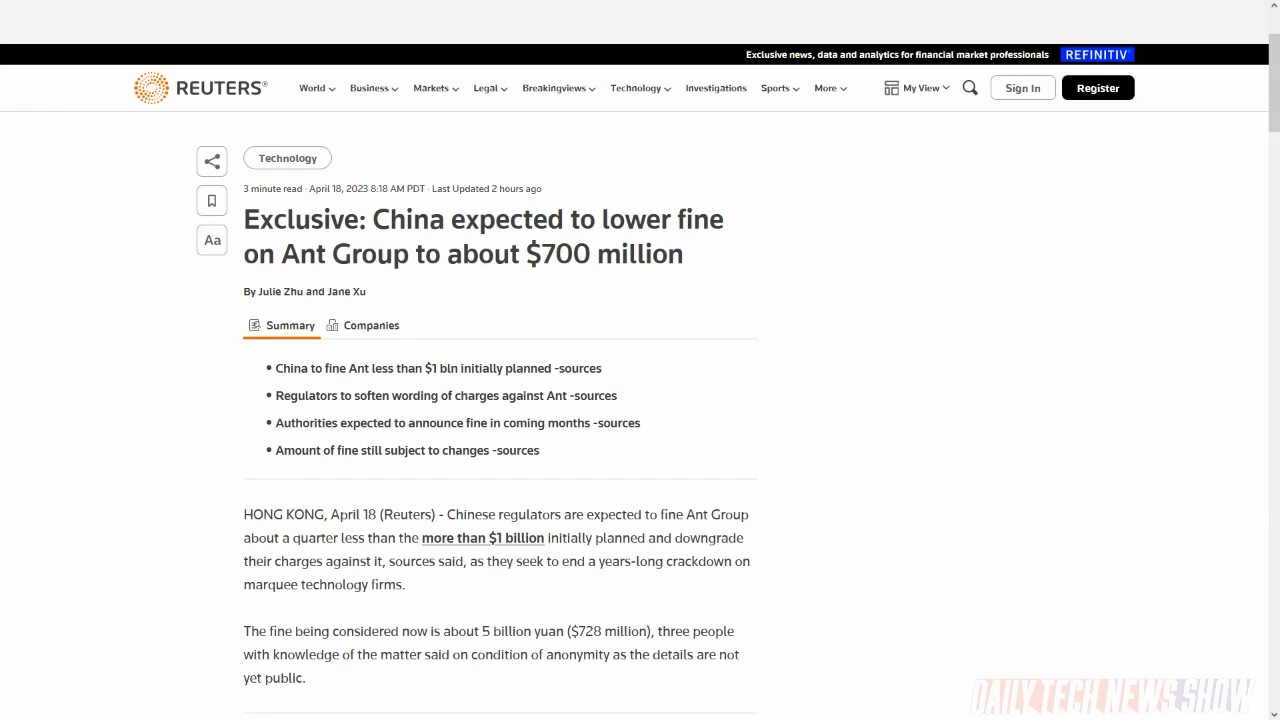 Exclusive news, data and analytics for financial market professionals REFINITIV
REUTERS® World Business Markets Legal Breakingviews Technology Investigations Sports More My View Sign In Register
Technology
3 minute read · April 18, 2023 8:18 AM PDT · Last Updated 2 hours ago
Exclusive: China expected to lower fine
on Ant Group to about $700 million
Aa
By Julie Zhu and Jane Xu
Summary Companies
• China to fine Ant less than $1 bln initially planned -sources
• Regulators to soften wording of charges against Ant -sources
• Authorities expected to announce fine in coming months -sources
• Amount of fine still subject to changes -sources
HONG KONG, April 18 (Reuters) - Chinese regulators are expected to fine Ant Group
about a quarter less than the more than $1 billion initially planned and downgrade
their charges against it, sources said, as they seek to end a years-long crackdown on
marquee technology firms.
The fine being considered now is about 5 billion yuan ($728 million), three people
with knowledge of the matter said on condition of anonymity as the details are not
yet public.
DAILY TECH NEWS SHOW